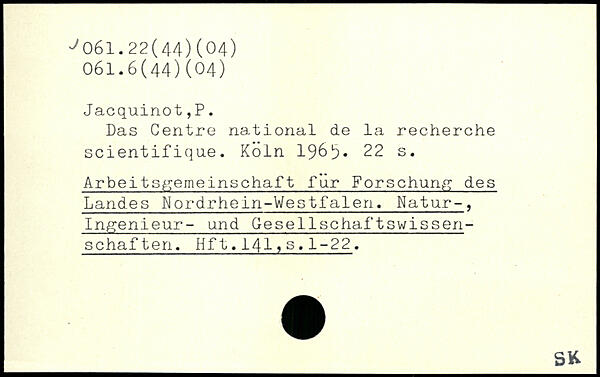 061.22(44)(04)
061.6(44)(04)
Jacquinot,P.
Das Centre national de la recherche
scientifique. Köln 1965. 22 s.
Arbeitsgemeinschaft für Forschung des
Landes Nordrhein-Westfalen. Natur-,
Ingenieur- und Gesellschaftswissen-
schaften. Hft.141,s.1-22.
SK